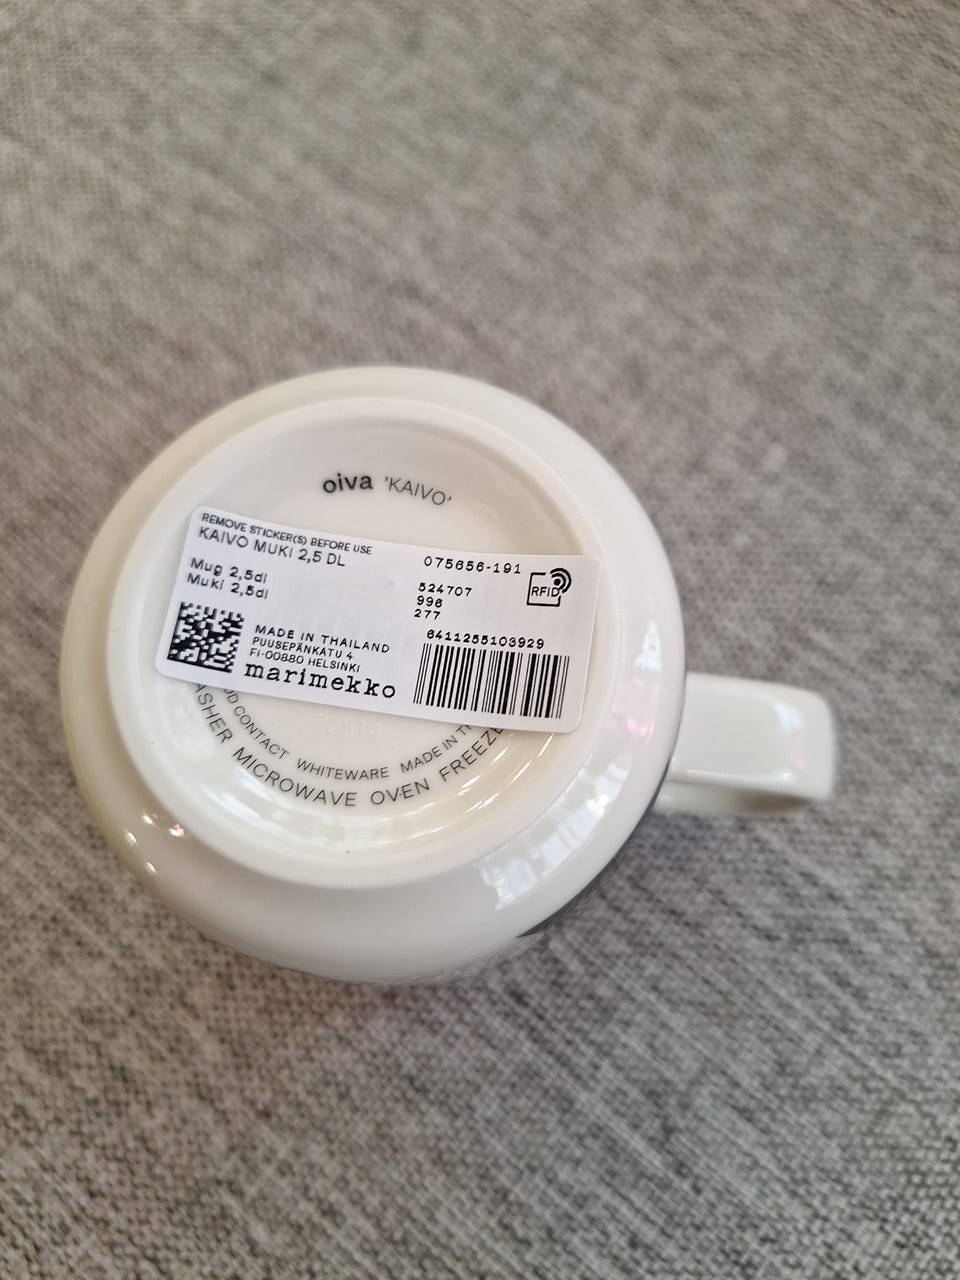 oiva 'KAIVO'
REMOVE STICKER(S) BEFORE USE
KAIVO MUKI 2,5 DL
075656-191
Mug 2,5dl
Muki 2,5dl
524707
996
277
RFID
6411255103929
MADE IN THAILAND
PUUSEPÄNKATU 4
FI-00880 HELSINKI
marimekko
22514
CONTACT WHITEWARE MADE IN
MICROWAVE OVEN